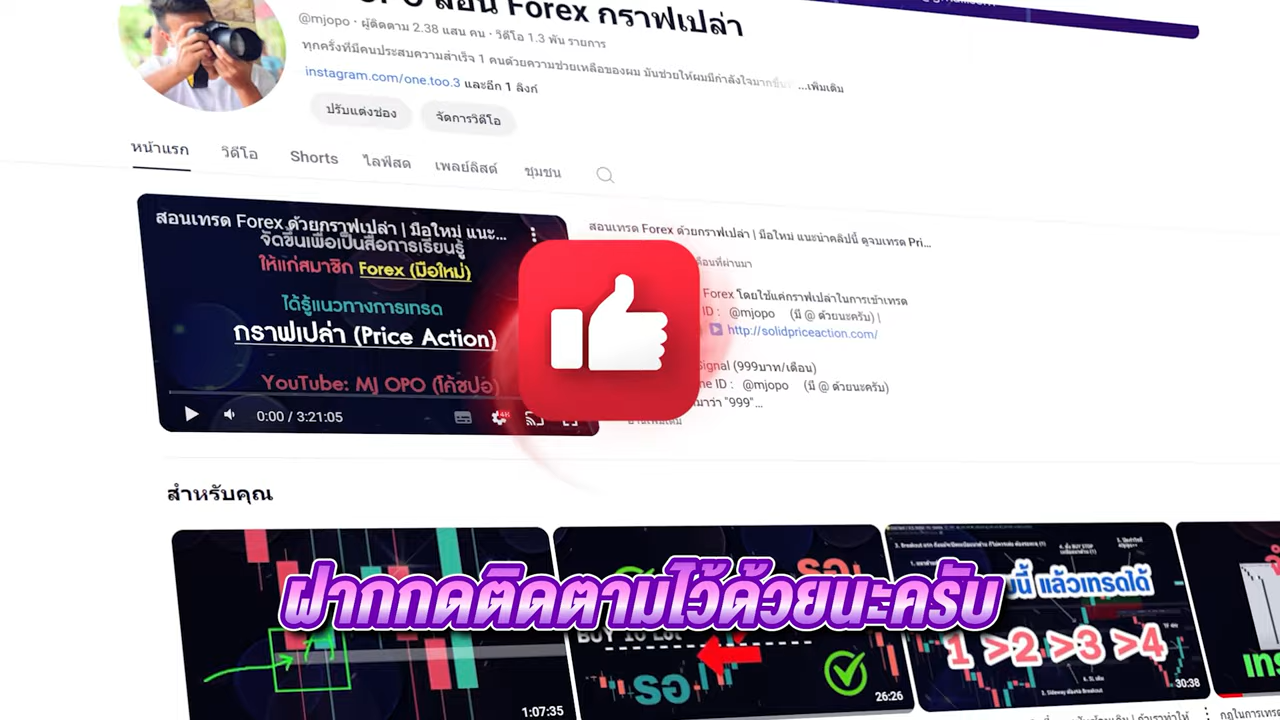 สอน Forex กราฟเปล่า
@mjopo · ผู้ติดตาม 2.38 แสน คน · วิดีโอ 1.3 พัน รายการ
ทุกครั้งที่มีคนประสบความสำเร็จ 1 คนด้วยความช่วยเหลือของผม มันช่วยให้ผมมีกำลังใจมากขึ้น ...เพิ่มเติม
instagram.com/one.too.3 และอีก 1 ลิงก์
ปรับแต่งช่อง จัดการวิดีโอ
หน้าแรก วิดีโอ Shorts ไลฟ์สด เพลย์ลิสต์ ชุมชน
สอนเทรด Forex ด้วยกราฟเปล่า | มือใหม่ แนะ...
จัดขึ้นเพื่อเป็นสื่อการเรียนรู้
ให้แก่สมาชิก Forex (มือใหม่)
ได้รู้แนวทางการเทรด
กราฟเปล่า (Price Action)
YouTube: MJ OPO (โค้ชปอ)
0:00 / 3:21:05
สอนเทรด Forex ด้วยกราฟเปล่า | มือใหม่ แนะนำคลิปนี้ ดูจบเทรด Pri...
เดือนที่ผ่านมา
Forex โดยใช้แค่กราฟเปล่าในการเข้าเทรด
ID : @mjopo (มี @ ด้วยนะครับ) |
http://solidpriceaction.com/
Signal (999บาท/เดือน)
ne ID : @mjopo (มี @ ด้วยนะครับ)
มาว่า "999"...
สำหรับคุณ
1:07:35
รอ
BUY TO
รอ
26:26
นี้ แล้วเทรดได้
1 >2 >3 >4
30:38
ฝากกดติดตามไว้ด้วยนะครับ